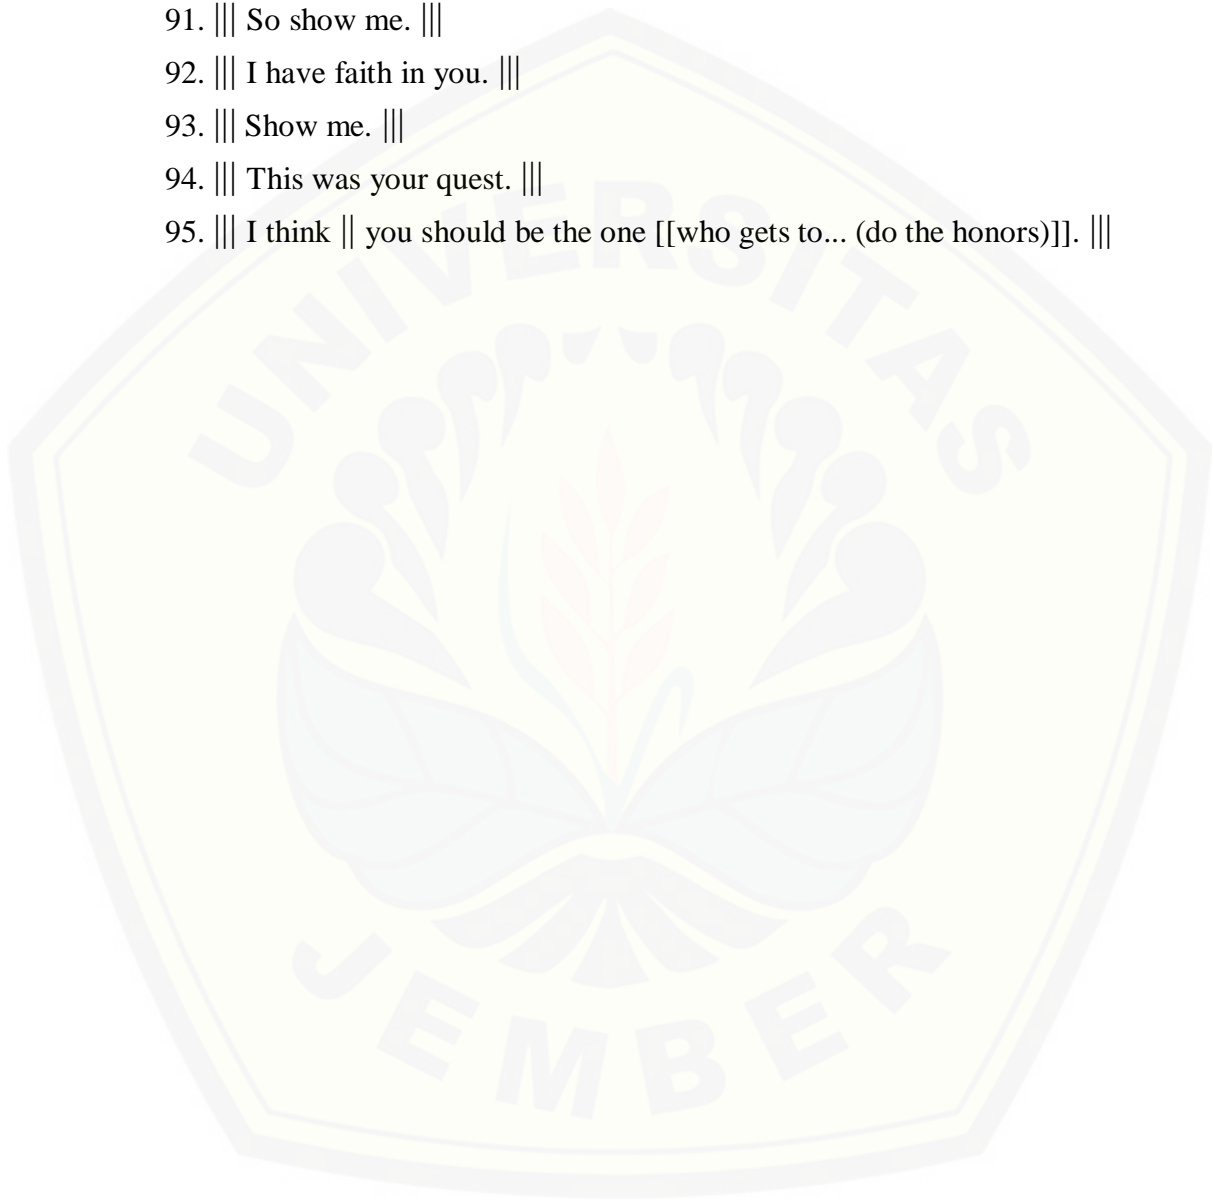 91. ||| So show me. |||
92. ||| I have faith in you. |||
93. ||| Show me. |||
94. ||| This was your quest. |||
95. ||| I think || you should be the one [[who gets to... (do the honors)]]. |||
UNIVERSITAS
JEMBER